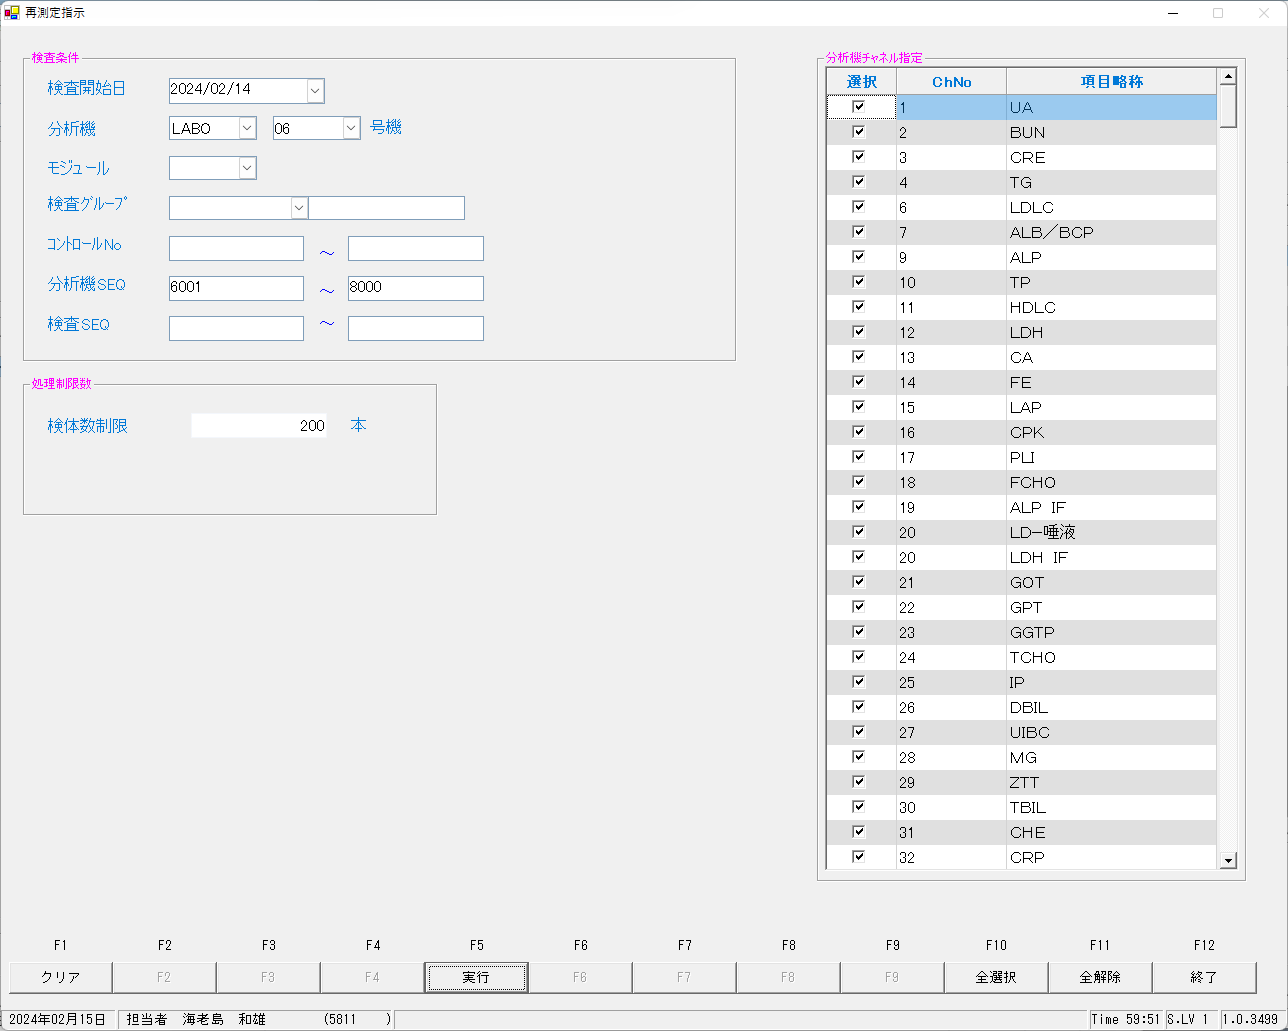 再測定指示
検査条件
検査開始日 2024/02/14
分析機 LABO 06 号機
モジュール
検査グループ
コントロールNo ～
分析機SEQ 6001 ～ 8000
検査SEQ ～
処理制限数
検体数制限 200 本
分析機チャネル指定
選択 ChNo 項目略称
1 UA
2 BUN
3 CRE
4 TG
6 LDLC
7 ALB／BCP
9 ALP
10 TP
11 HDLC
12 LDH
13 CA
14 FE
15 LAP
16 CPK
17 PLI
18 FCHO
19 ALP IF
20 LDー唾液
20 LDH IF
21 GOT
22 GPT
23 GGTP
24 TCHO
25 IP
26 DBIL
27 UIBC
28 MG
29 ZTT
30 TBIL
31 CHE
32 CRP
F1 F2 F3 F4 F5 F6 F7 F8 F9 F10 F11 F12
クリア F2 F3 F4 実行 F6 F7 F8 F9 全選択 全解除 終了
2024年02月15日 担当者 海老島 和雄 (5811 ) Time 59:51 S.LV 1 1.0.3499